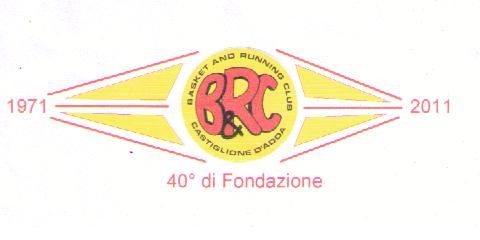 BASKET AND RUNNING CLUB
B&RC
CASTIGLIONE D'ADDA
1971
2011
40° di Fondazione